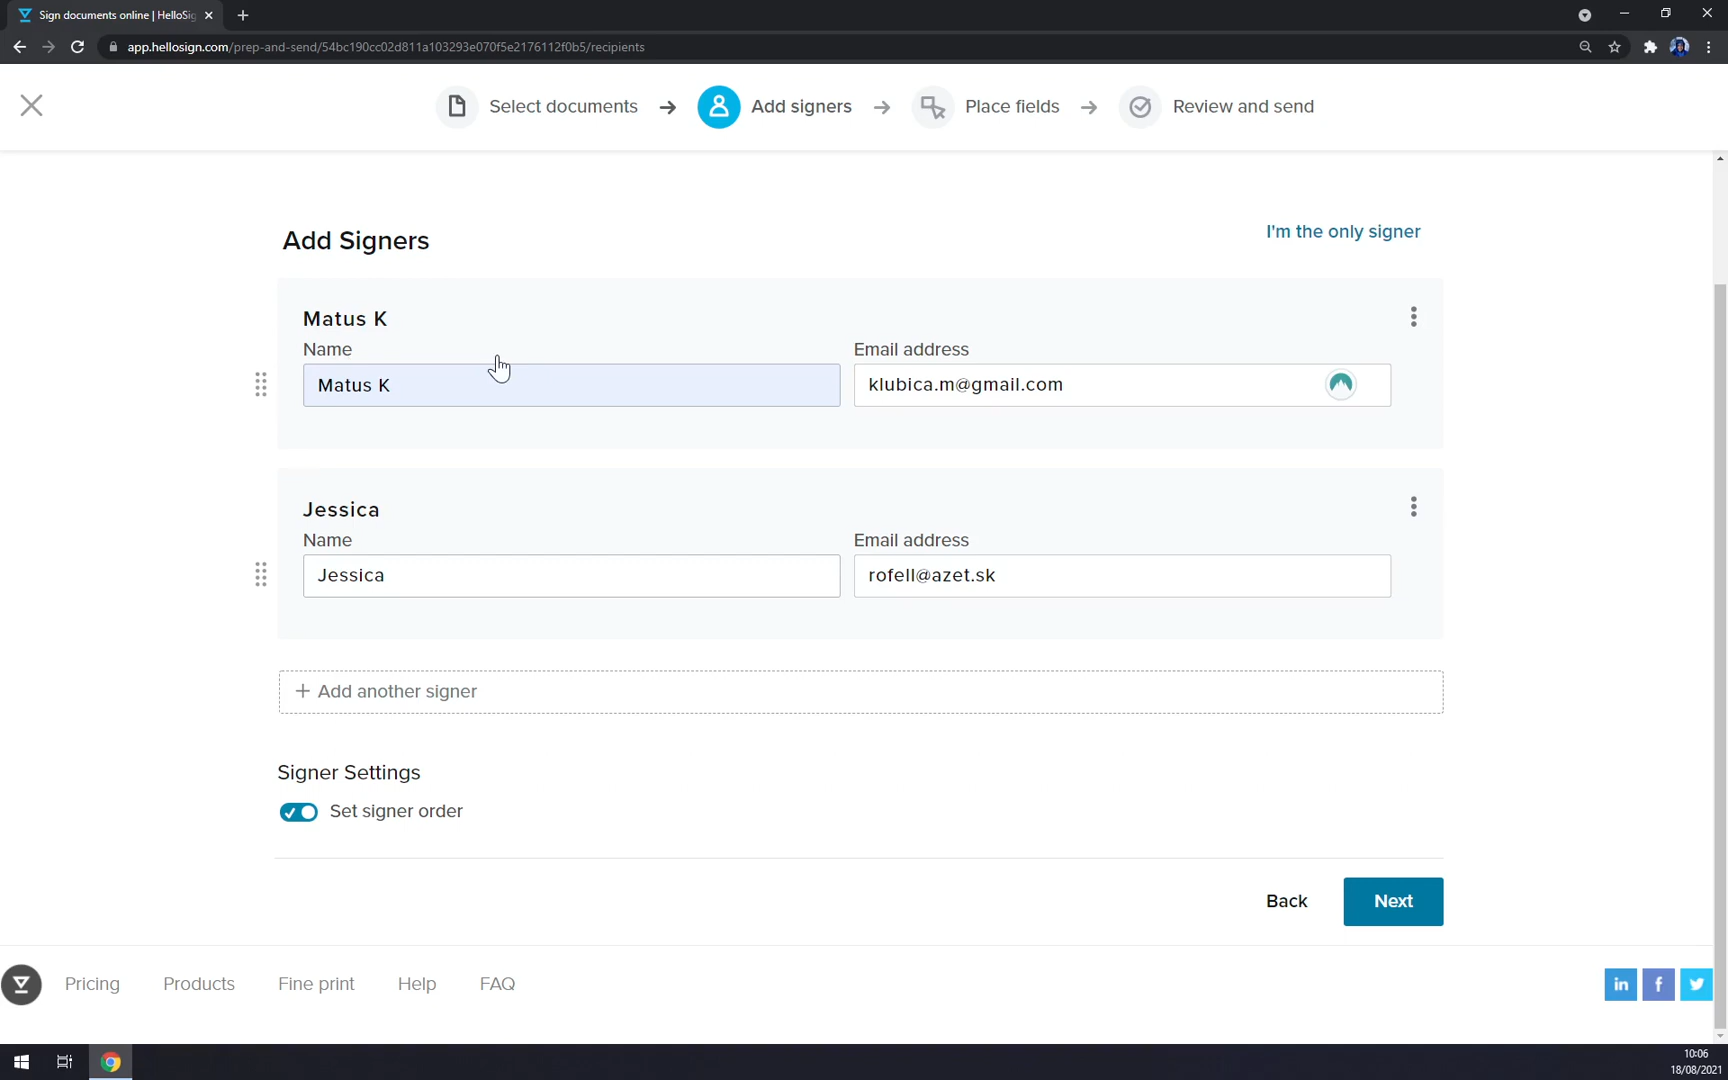 Sign documents online | HelloSig
app.hellosign.com/prep-and-send/54bc190cc02d811a103293e070f5e2176112f0b5/recipients
Select documents → Add signers → Place fields → Review and send
Add Signers
I'm the only signer
Matus K
Name Email address
Matus K klubica.m@gmail.com
Jessica
Name Email address
Jessica rofell@azet.sk
+ Add another signer
Signer Settings
Set signer order
Back Next
Pricing Products Fine print Help FAQ
in f
10:06
18/08/2021